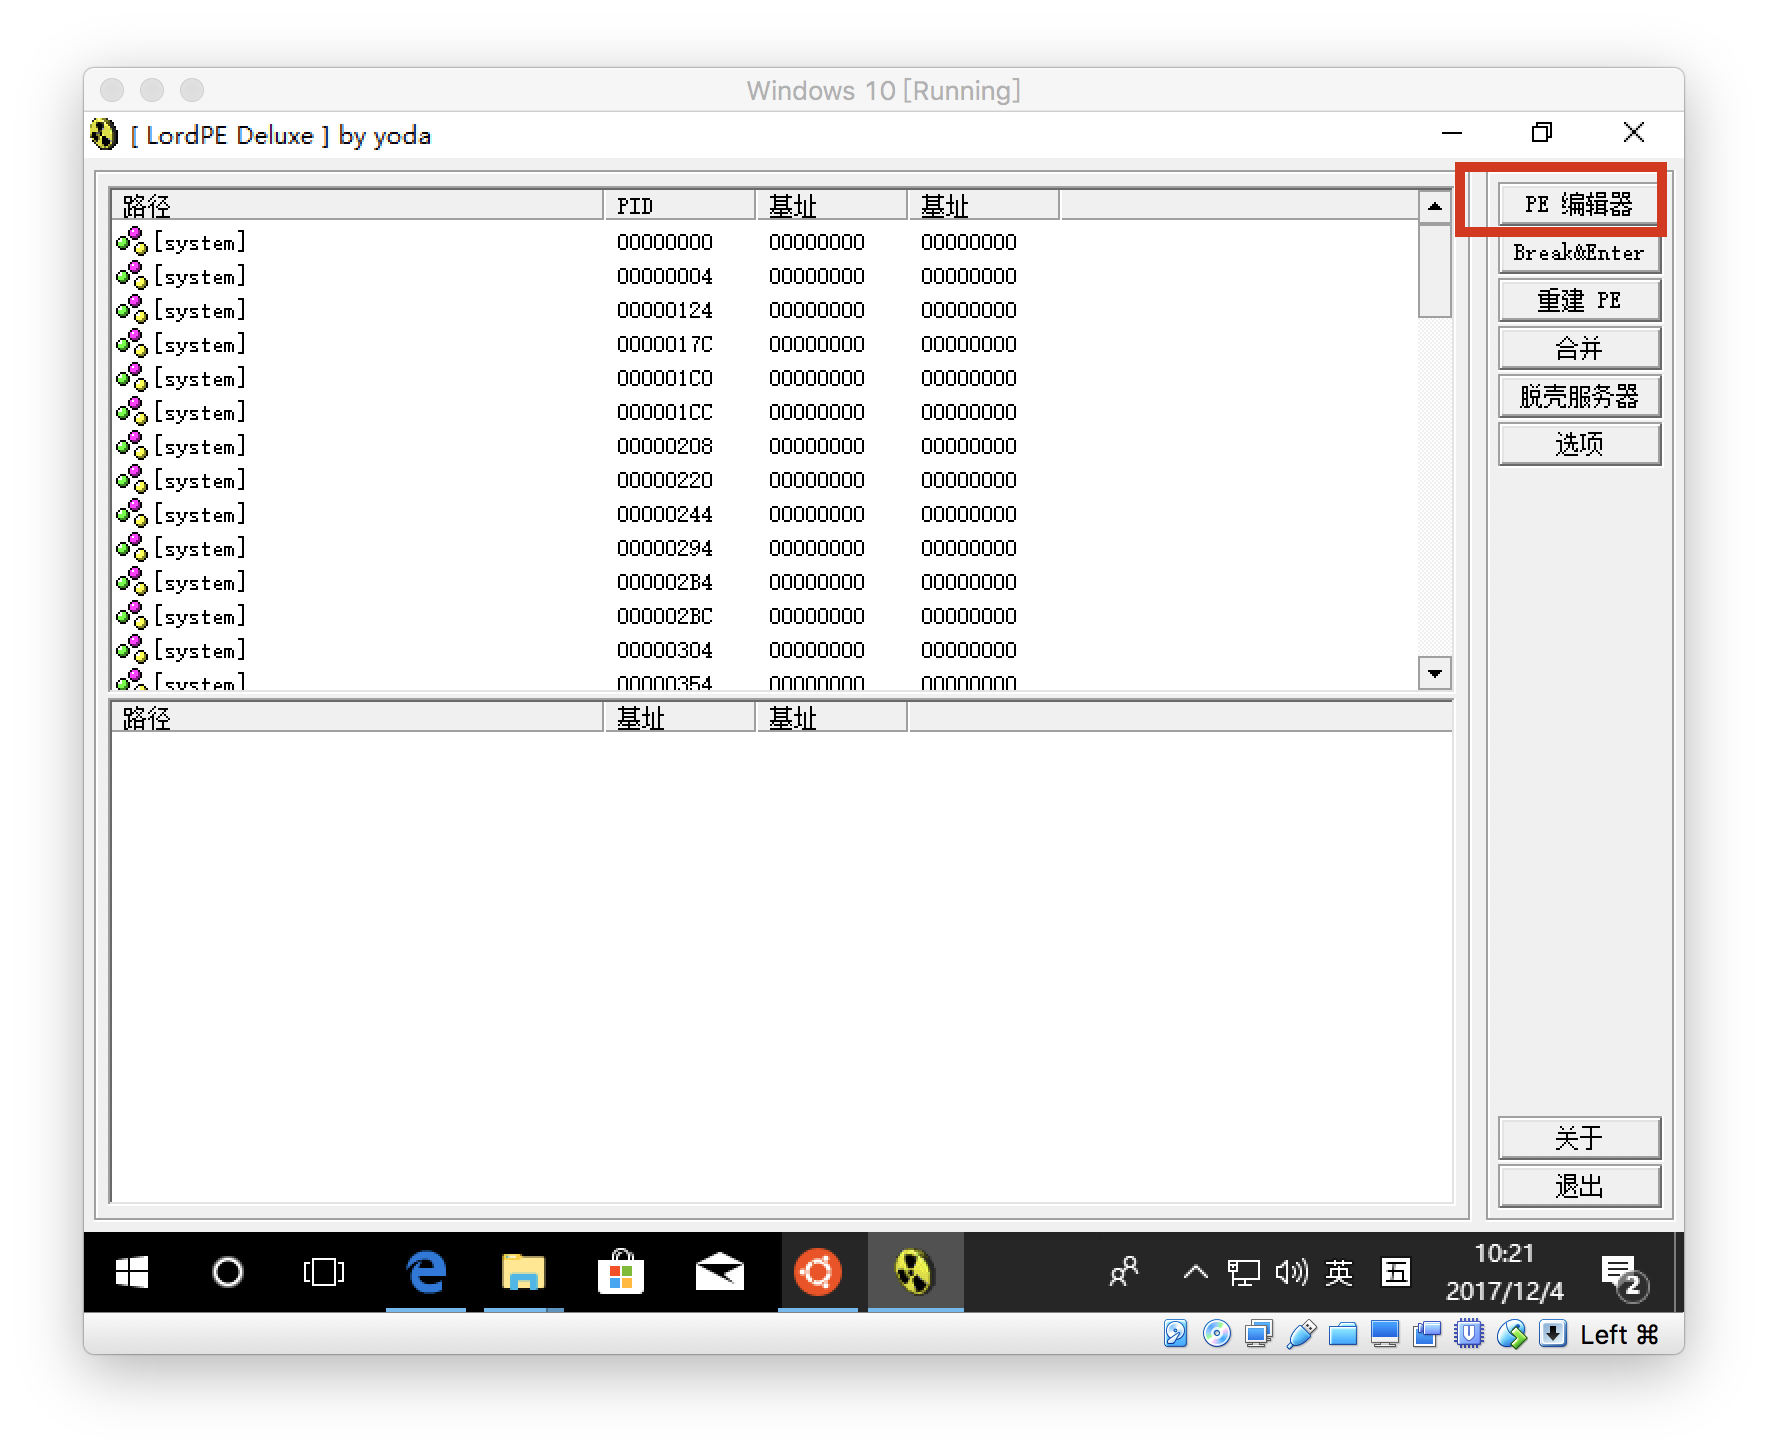 Windows 10 [Running]
[ LordPE Deluxe ] by yoda
路径 PID 基址 基址
[system] 00000000 00000000 00000000
[system] 00000004 00000000 00000000
[system] 00000124 00000000 00000000
[system] 0000017C 00000000 00000000
[system] 000001C0 00000000 00000000
[system] 000001CC 00000000 00000000
[system] 00000208 00000000 00000000
[system] 00000220 00000000 00000000
[system] 00000244 00000000 00000000
[system] 00000294 00000000 00000000
[system] 000002B4 00000000 00000000
[system] 000002BC 00000000 00000000
[system] 00000304 00000000 00000000
[system] 00000354 00000000 00000000
路径 基址 基址
PE 编辑器
Break&Enter
重建 PE
合并
脱壳服务器
选项
关于
退出
英 五
10:21
2017/12/4
2
Left ⌘